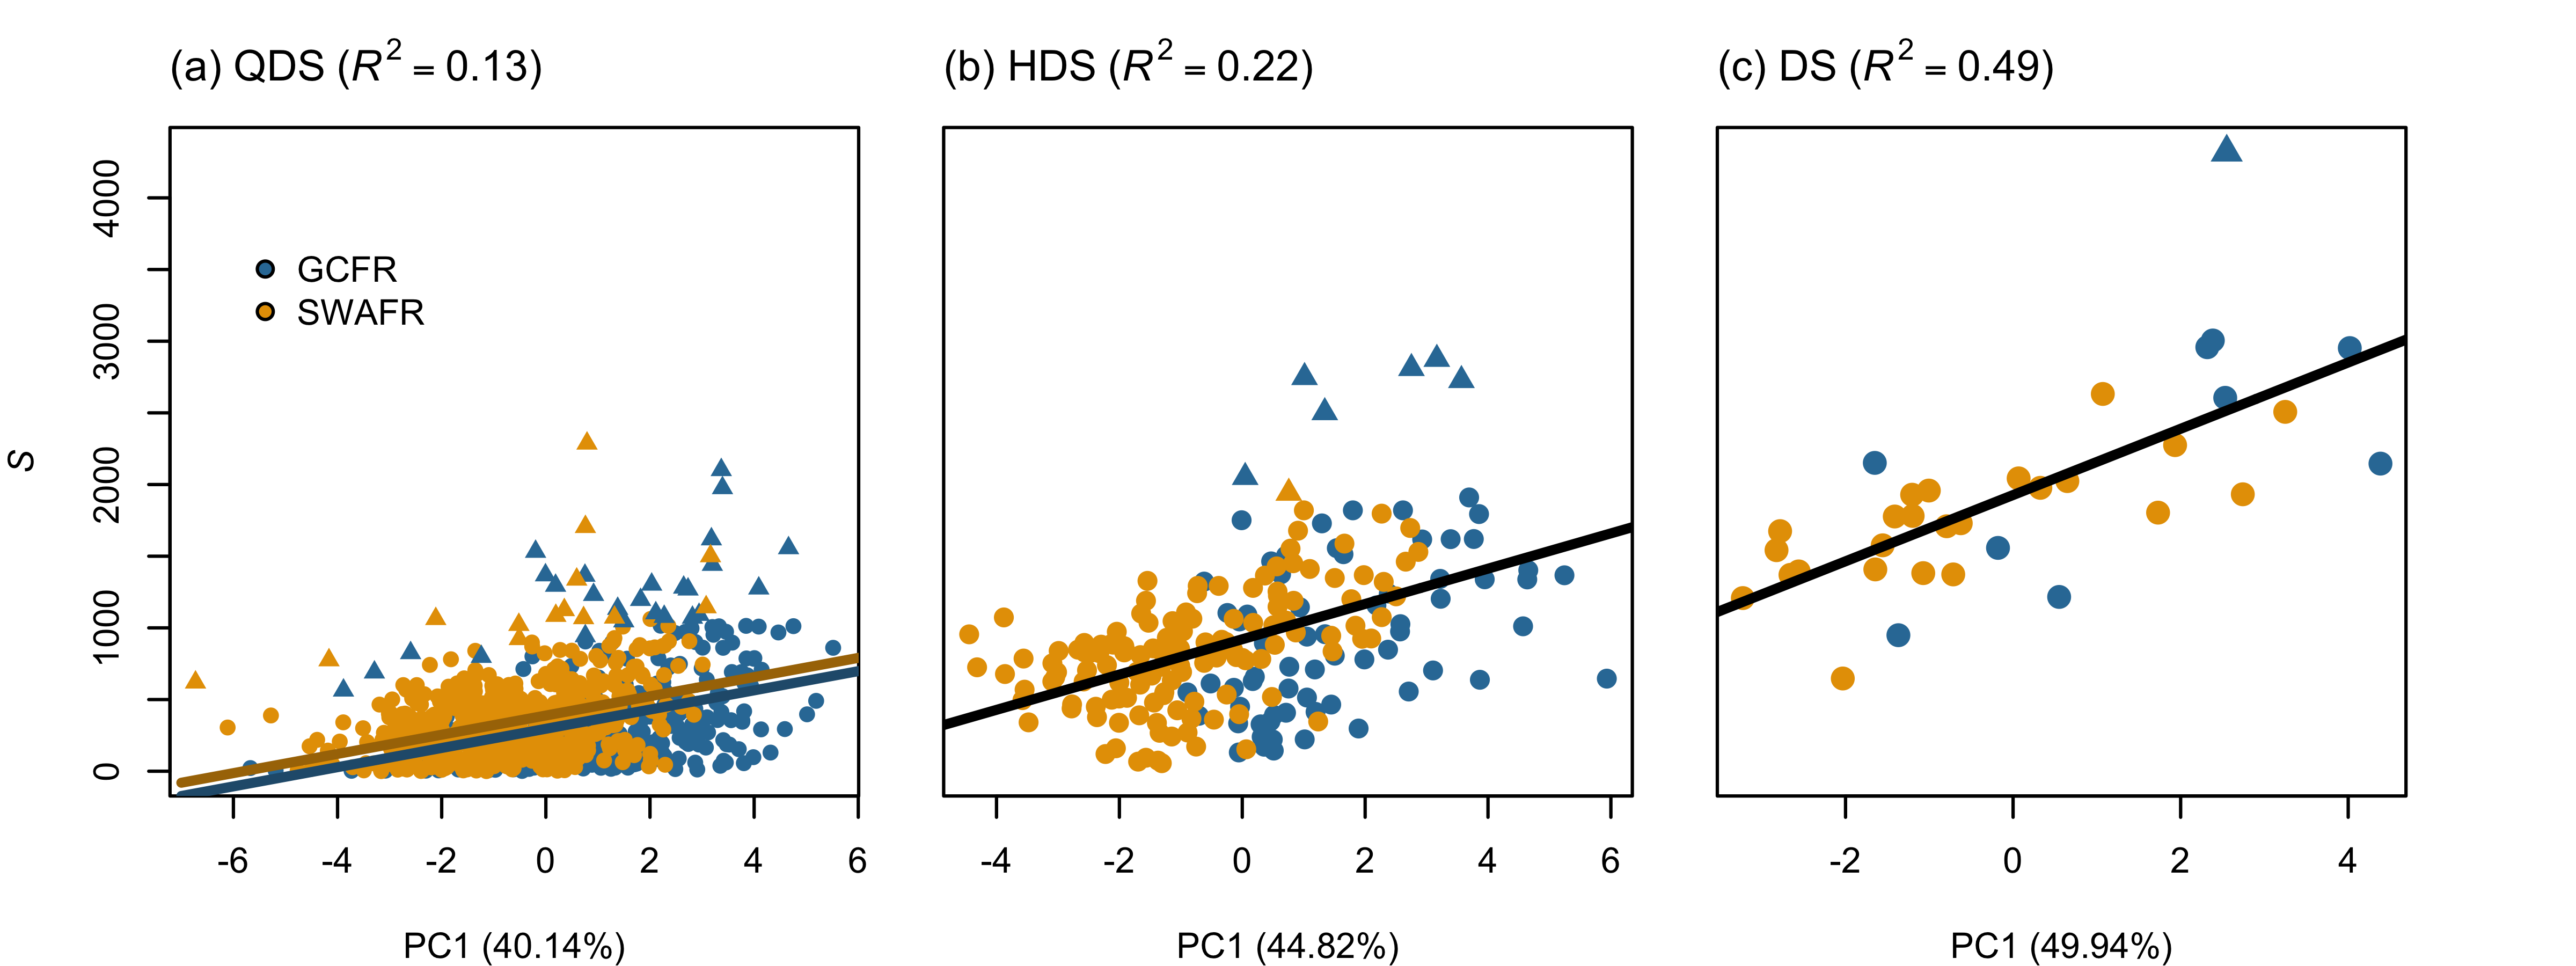 (a) QDS (R² = 0.13)
(b) HDS (R² = 0.22)
(c) DS (R² = 0.49)
S
4000
3000
2000
1000
0
GCFR
SWAFR
-6 -4 -2 0 2 4 6
-4 -2 0 2 4 6
-2 0 2 4
PC1 (40.14%)
PC1 (44.82%)
PC1 (49.94%)